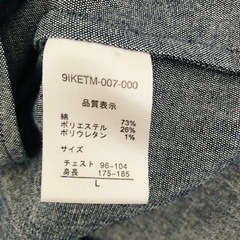 9IKETM-007-000
品質表示
綿 73%
ポリエステル 26%
ポリウレタン 1%
サイズ
チェスト 96-104
身長 175-185
L